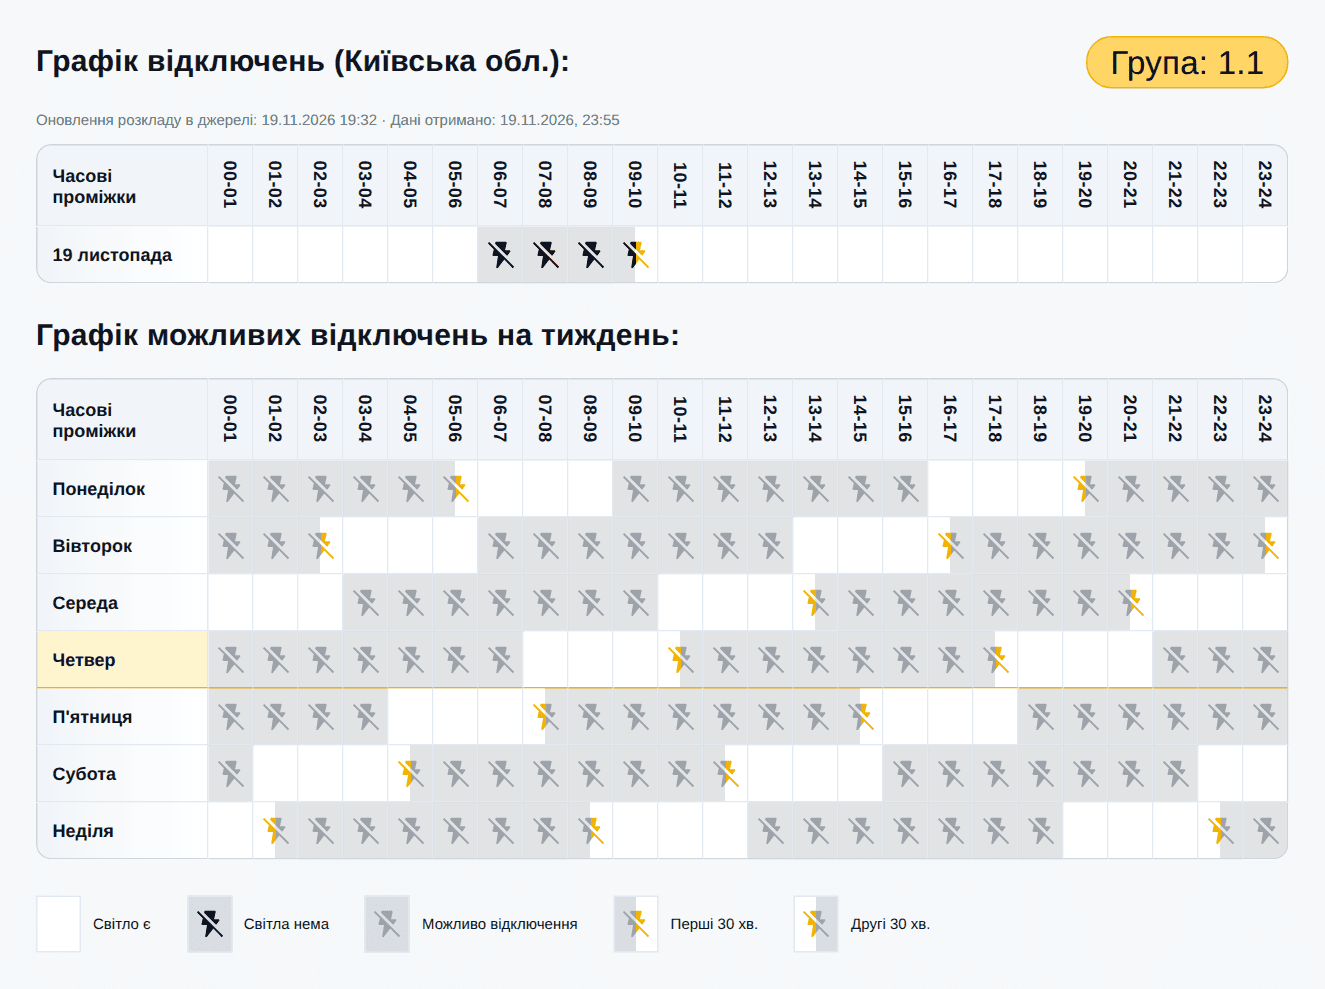 Графік відключень (Київська обл.):
Група: 1.1
Оновлення розкладу в джерелі: 19.11.2026 19:32 · Дані отримано: 19.11.2026, 23:55
Часові проміжки 00-01 01-02 02-03 03-04 04-05 05-06 06-07 07-08 08-09 09-10 10-11 11-12 12-13 13-14 14-15 15-16 16-17 17-18 18-19 19-20 20-21 21-22 22-23 23-24
19 листопада
Графік можливих відключень на тиждень:
Часові проміжки 00-01 01-02 02-03 03-04 04-05 05-06 06-07 07-08 08-09 09-10 10-11 11-12 12-13 13-14 14-15 15-16 16-17 17-18 18-19 19-20 20-21 21-22 22-23 23-24
Понеділок
Вівторок
Середа
Четвер
П'ятниця
Субота
Неділя
Світло є Світла нема Можливо відключення Перші 30 хв. Другі 30 хв.